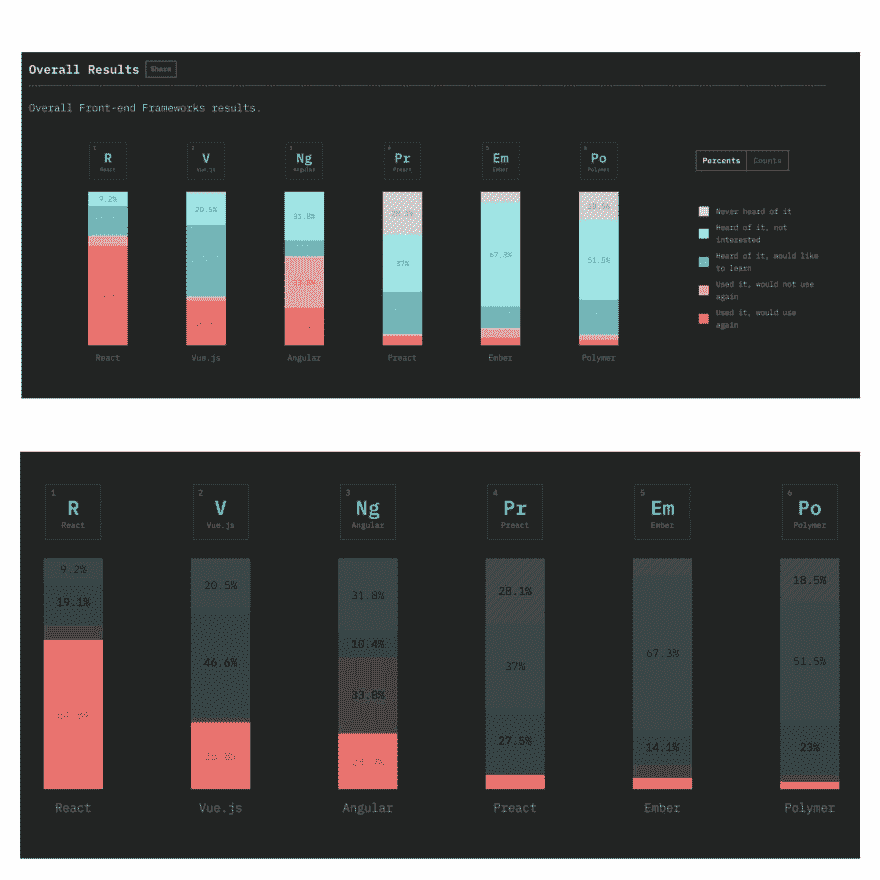 Overall Results Share
Overall Front-end Frameworks results.
1 2 3 4 5 6
R V Ng Pr Em Po
React Vue.js Angular Preact Ember Polymer
Percents Counts
9.2% 20.5% 31.8% 28.1% 37% 67.3% 51.5%
Never heard of it
Heard of it, not
interested
Heard of it, would like
to learn
Used it, would not use
again
Used it, would use
again
React Vue.js Angular Preact Ember Polymer
1 2 3 4 5 6
R V Ng Pr Em Po
React Vue.js Angular Preact Ember Polymer
9.2% 20.5% 31.8% 28.1% 67.3% 18.5%
19.1% 46.6% 10.4% 37% 14.1% 51.5%
33.8% 27.5% 23%
React Vue.js Angular Preact Ember Polymer